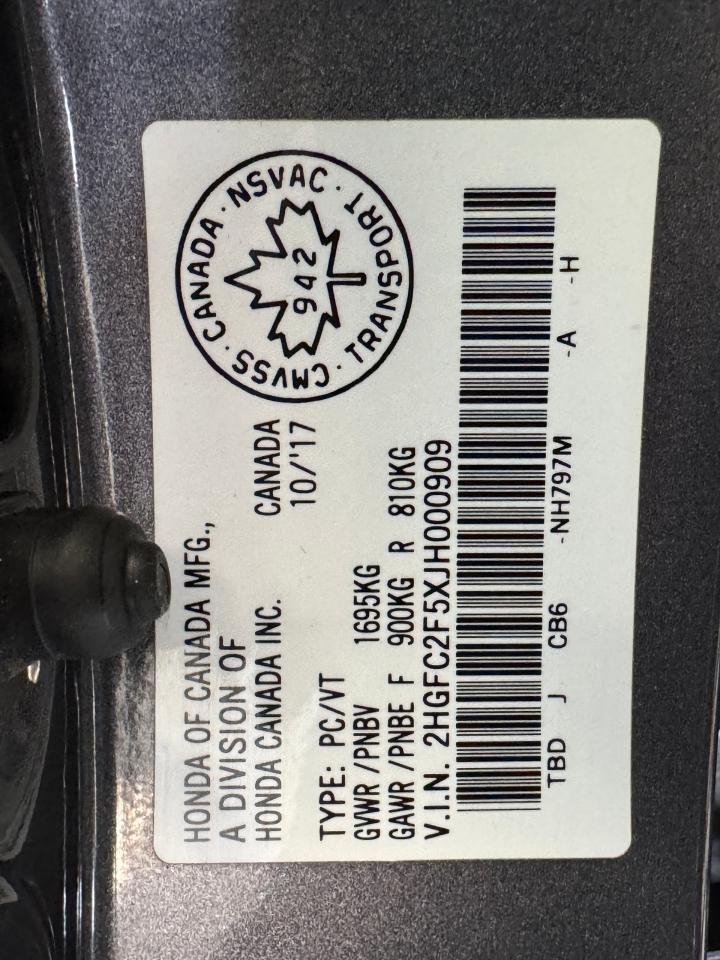 HONDA OF CANADA MFG.,
A DIVISION OF
HONDA CANADA INC.
CANADA
10/'17
CMVSS · CANADA · NSVAC · TRANSPORT ·
942
TYPE: PC/VT
GVWR /PNBV 1695KG
GAWR /PNBE F 900KG R 810KG
V.I.N. 2HGFC2F5XJH000909
TBD J CB6 -NH797M -A -H